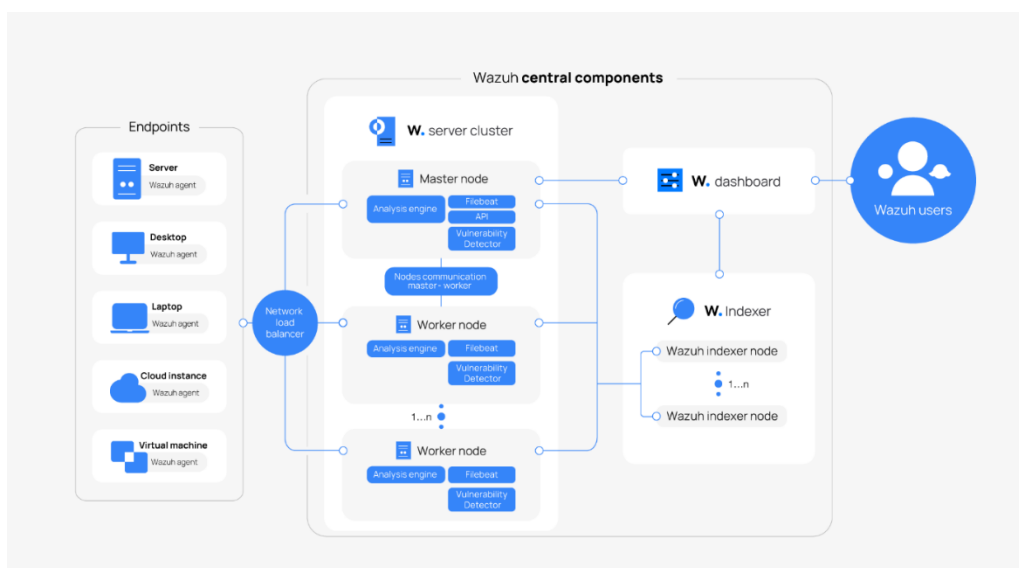 Wazuh central components
Endpoints
Server
Wazuh agent
Desktop
Wazuh agent
Laptop
Wazuh agent
Cloud instance
Wazuh agent
Virtual machine
Wazuh agent
Network
load
balancer
W. server cluster
Master node
Analysis engine
Filebeat
API
Vulnerability
Detector
Nodes communication
master- worker
Worker node
Analysis engine
Filebeat
Vulnerability
Detector
1...n
Worker node
Analysis engine
Filebeat
Vulnerability
Detector
W. dashboard
W. Indexer
Wazuh indexer node
1...n
Wazuh indexer node
Wazuh users